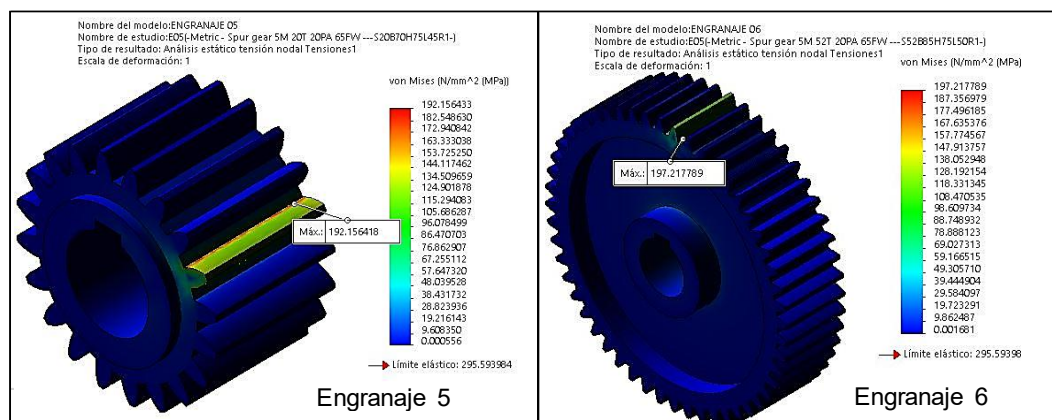 Nombre del modelo:ENGRANAJE 05
Nombre de estudio:E05(-Metric - Spur gear 5M 20T 20PA 65FW ---S20B70H75L45R1-)
Tipo de resultado: Análisis estático tensión nodal Tensiones1
Escala de deformación: 1
von Mises (N/mm^2 (MPa))
192.156433
182.548630
172.940842
163.333038
153.725250
144.117462
134.509659
124.901878
115.294083
105.686287
96.078499
86.470703
76.862907
67.255112
57.647320
48.039528
38.431732
28.823936
19.216143
9.608350
0.000556
Máx.: 192.156418
Límite elástico: 295.593984
Engranaje 5
Nombre del modelo:ENGRANAJE 06
Nombre de estudio:E05(-Metric - Spur gear 5M 52T 20PA 65FW ---S52B85H75L50R1-)
Tipo de resultado: Análisis estático tensión nodal Tensiones1
Escala de deformación: 1
von Mises (N/mm^2 (MPa)
197.217789
187.356979
177.496185
167.635376
157.774567
147.913757
138.052948
128.192154
118.331345
108.470535
98.609734
88.748932
78.888123
69.027313
59.166515
49.305710
39.444904
29.584097
19.723291
9.862487
0.001681
Máx.: 197.217789
Límite elástico: 295.59398
Engranaje 6